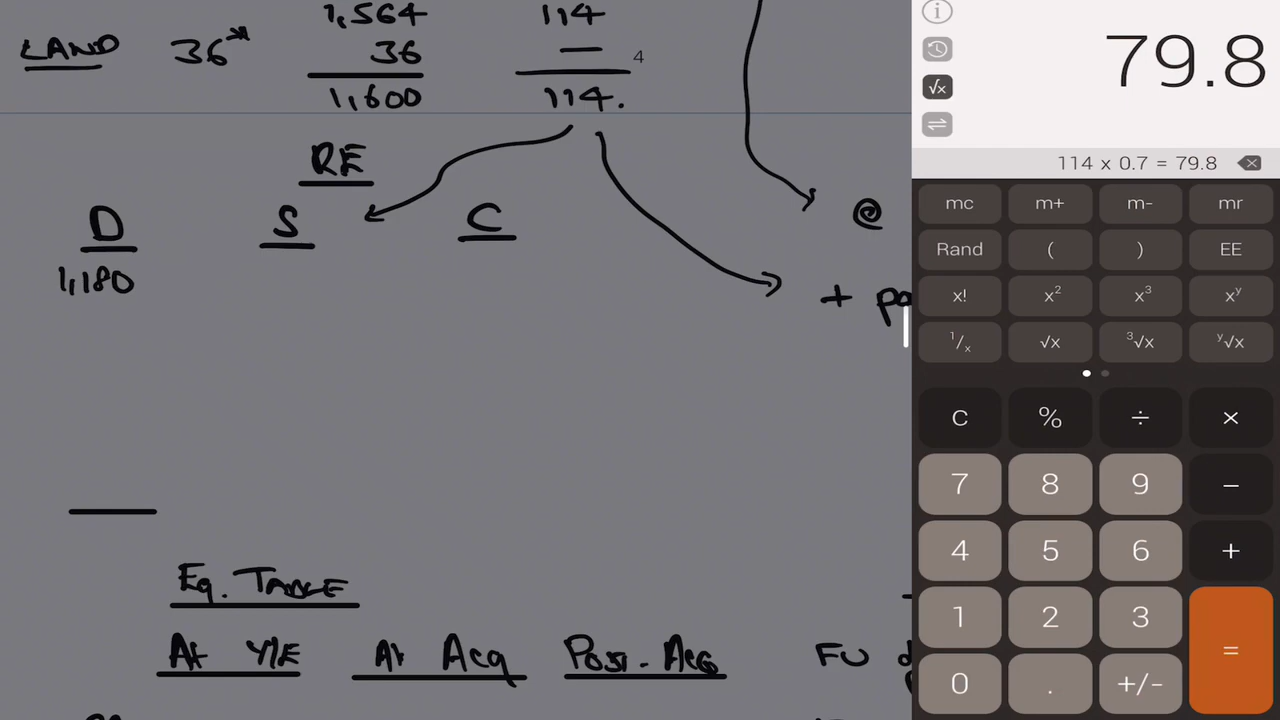 1,564 114
LAND 36* 36 — 4
1,600 114.
RE
D S C @
1,180 + po
Eq. TABLE
At Y/E At Acq Post-Acq FV
79.8
114 x 0.7 = 79.8
mc m+ m- mr
Rand ( ) EE
x! x² x³ xʸ
1/x √x ³√x ʸ√x
C % ÷ ×
7 8 9 −
4 5 6 +
1 2 3 =
0 . +/-